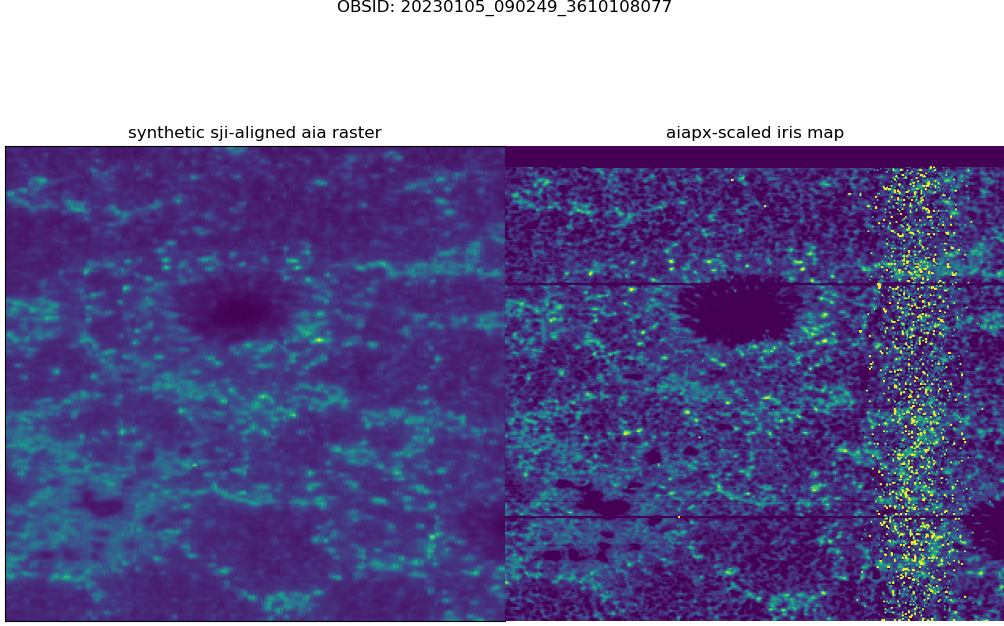 OBSID: 20230105_090249_3610108077
synthetic sji-aligned aia raster
aiapx-scaled iris map